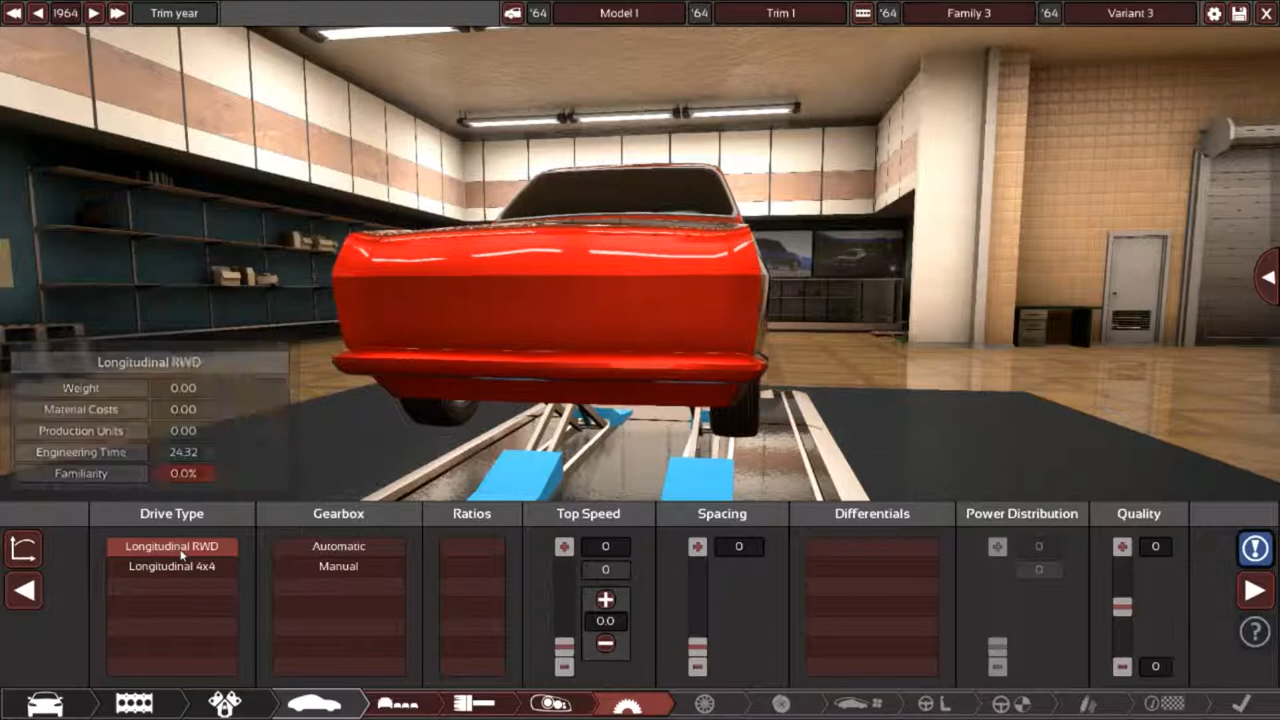 1964 Trim year '64 Model 1 '64 Trim 1 '64 Family 3 '64 Variant 3
Longitudinal RWD
Weight 0.00
Material Costs 0.00
Production Units 0.00
Engineering Time 24.32
Familiarity 0.0%
Drive Type Gearbox Ratios Top Speed Spacing Differentials Power Distribution Quality
Longitudinal RWD Automatic 0 0 0 0
Longitudinal 4x4 Manual 0 0
0.0
0
?